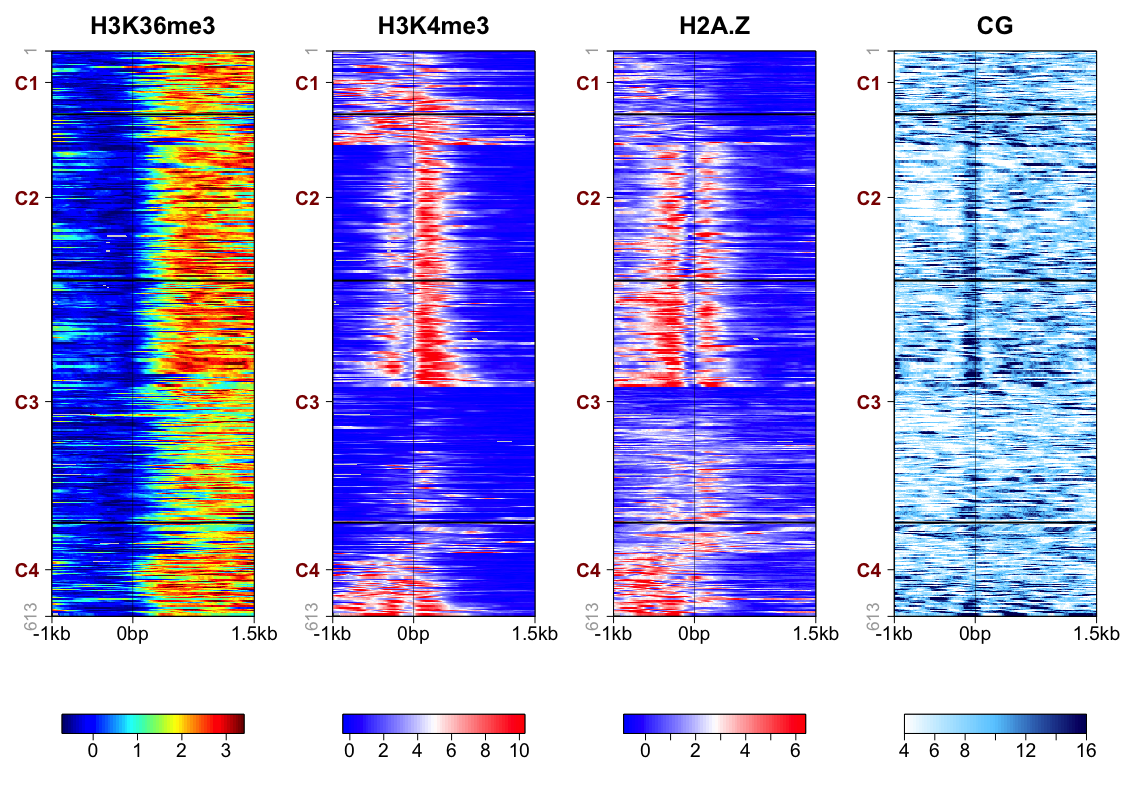 H3K36me3 H3K4me3 H2A.Z CG
1 1 1 1
C1 C1 C1 C1
C2 C2 C2 C2
C3 C3 C3 C3
C4 C4 C4 C4
613 613 613 613
-1kb 0bp 1.5kb -1kb 0bp 1.5kb -1kb 0bp 1.5kb -1kb 0bp 1.5kb
0 1 2 3 0 2 4 6 8 10 0 2 4 6 4 6 8 12 16